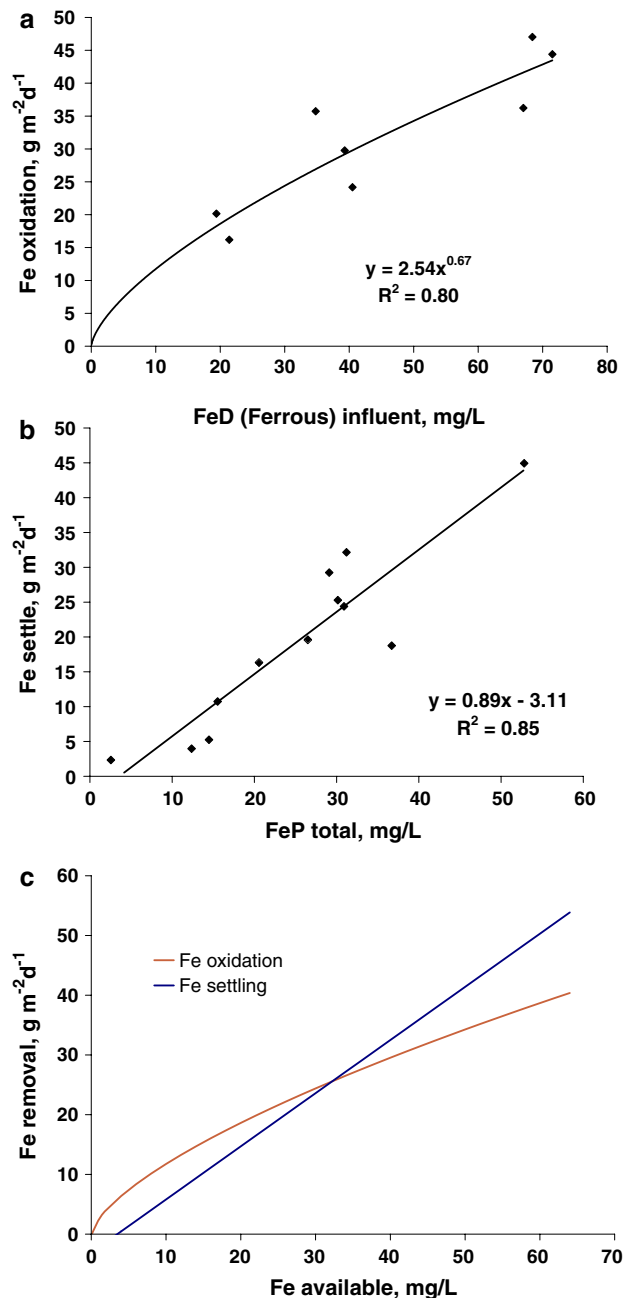 a
50
45
40
35
30
25
20
15
10
5
0
Fe oxidation, g m⁻²d⁻¹
y = 2.54x^0.67
R² = 0.80
0 10 20 30 40 50 60 70 80
FeD (Ferrous) influent, mg/L
b
50
45
40
35
30
25
20
15
10
5
0
Fe settle, g m⁻²d⁻¹
y = 0.89x - 3.11
R² = 0.85
0 10 20 30 40 50 60
FeP total, mg/L
c
60
50
40
30
20
10
0
Fe removal, g m⁻²d⁻¹
Fe oxidation
Fe settling
0 10 20 30 40 50 60 70
Fe available, mg/L